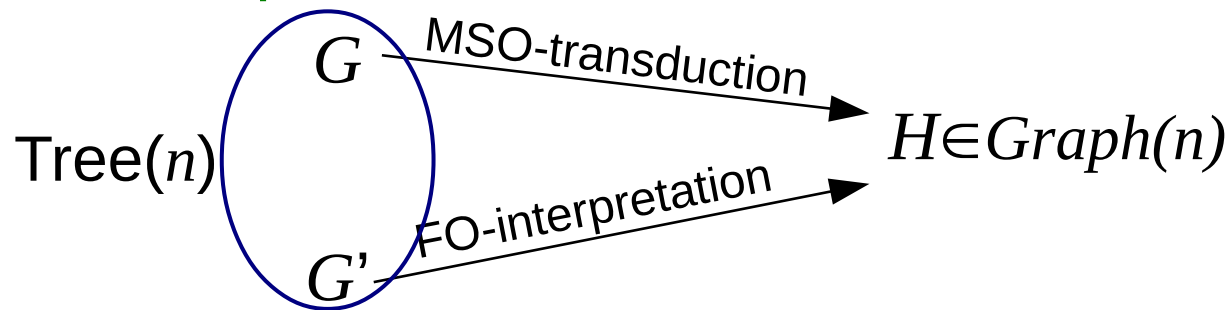 G
MSO-transduction
H∈Graph(n)
Tree(n)
FO-interpretation
G’